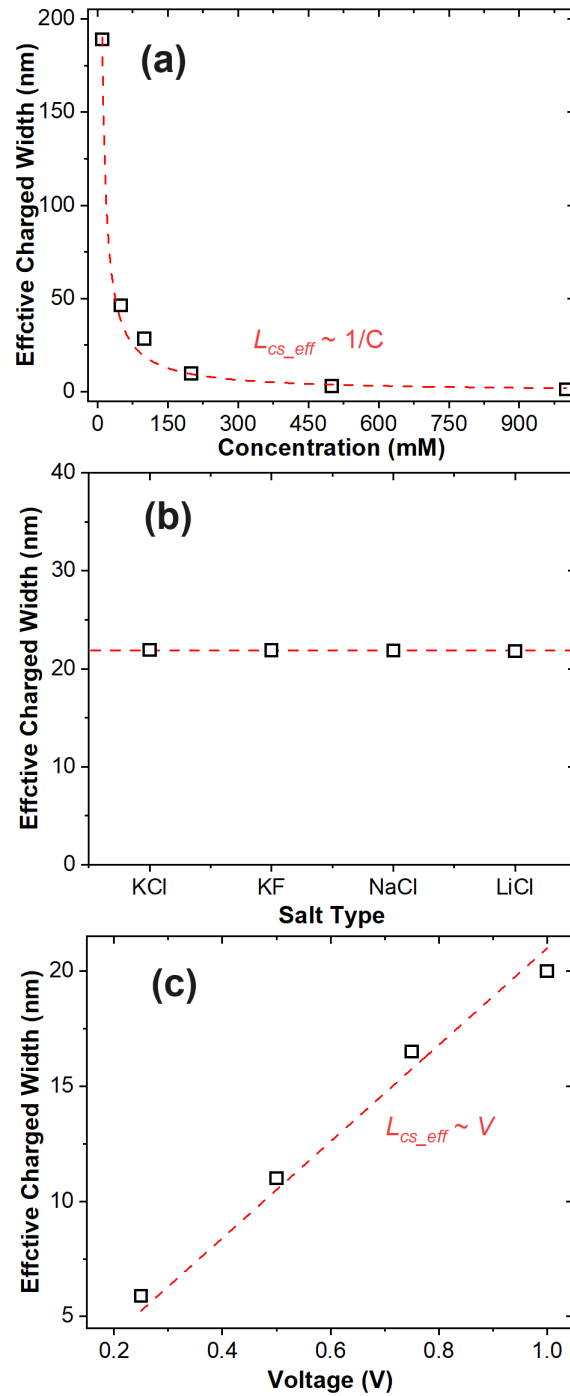 (a)
Effctive Charged Width (nm)
200
150
100
50
0
L_cs_eff ~ 1/C
0 150 300 450 600 750 900
Concentration (mM)
(b)
Effctive Charged Width (nm)
40
30
20
10
0
KCl KF NaCl LiCl
Salt Type
(c)
Effctive Charged Width (nm)
20
15
10
5
L_cs_eff ~ V
0.2 0.4 0.6 0.8 1.0
Voltage (V)